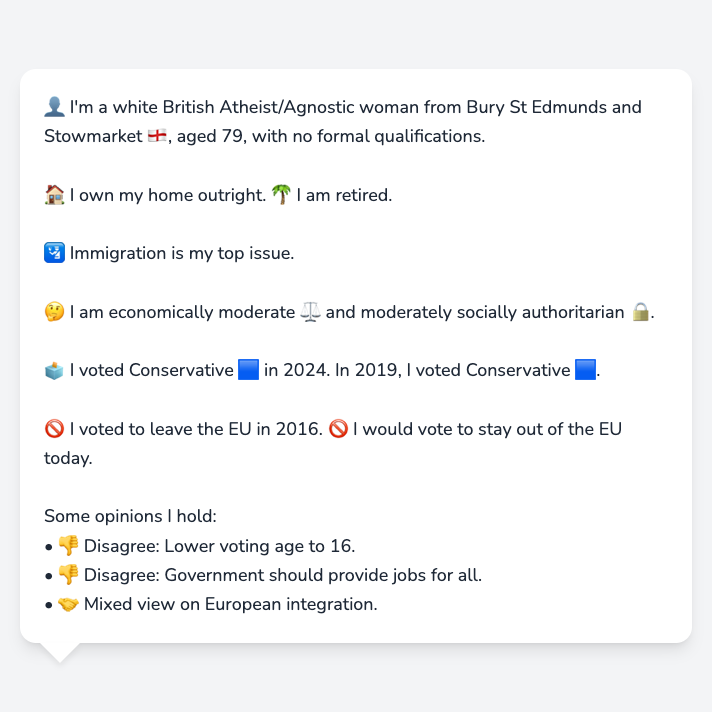 👤 I'm a white British Atheist/Agnostic woman from Bury St Edmunds and
Stowmarket 🏴󠁧󠁢󠁥󠁮󠁧󠁿, aged 79, with no formal qualifications.
🏠 I own my home outright. 🌴 I am retired.
🛂 Immigration is my top issue.
🤔 I am economically moderate ⚖️ and moderately socially authoritarian 🔒.
🗳️ I voted Conservative 🟦 in 2024. In 2019, I voted Conservative 🟦.
🚫 I voted to leave the EU in 2016. 🚫 I would vote to stay out of the EU
today.
Some opinions I hold:
• 👎 Disagree: Lower voting age to 16.
• 👎 Disagree: Government should provide jobs for all.
• 🤝 Mixed view on European integration.